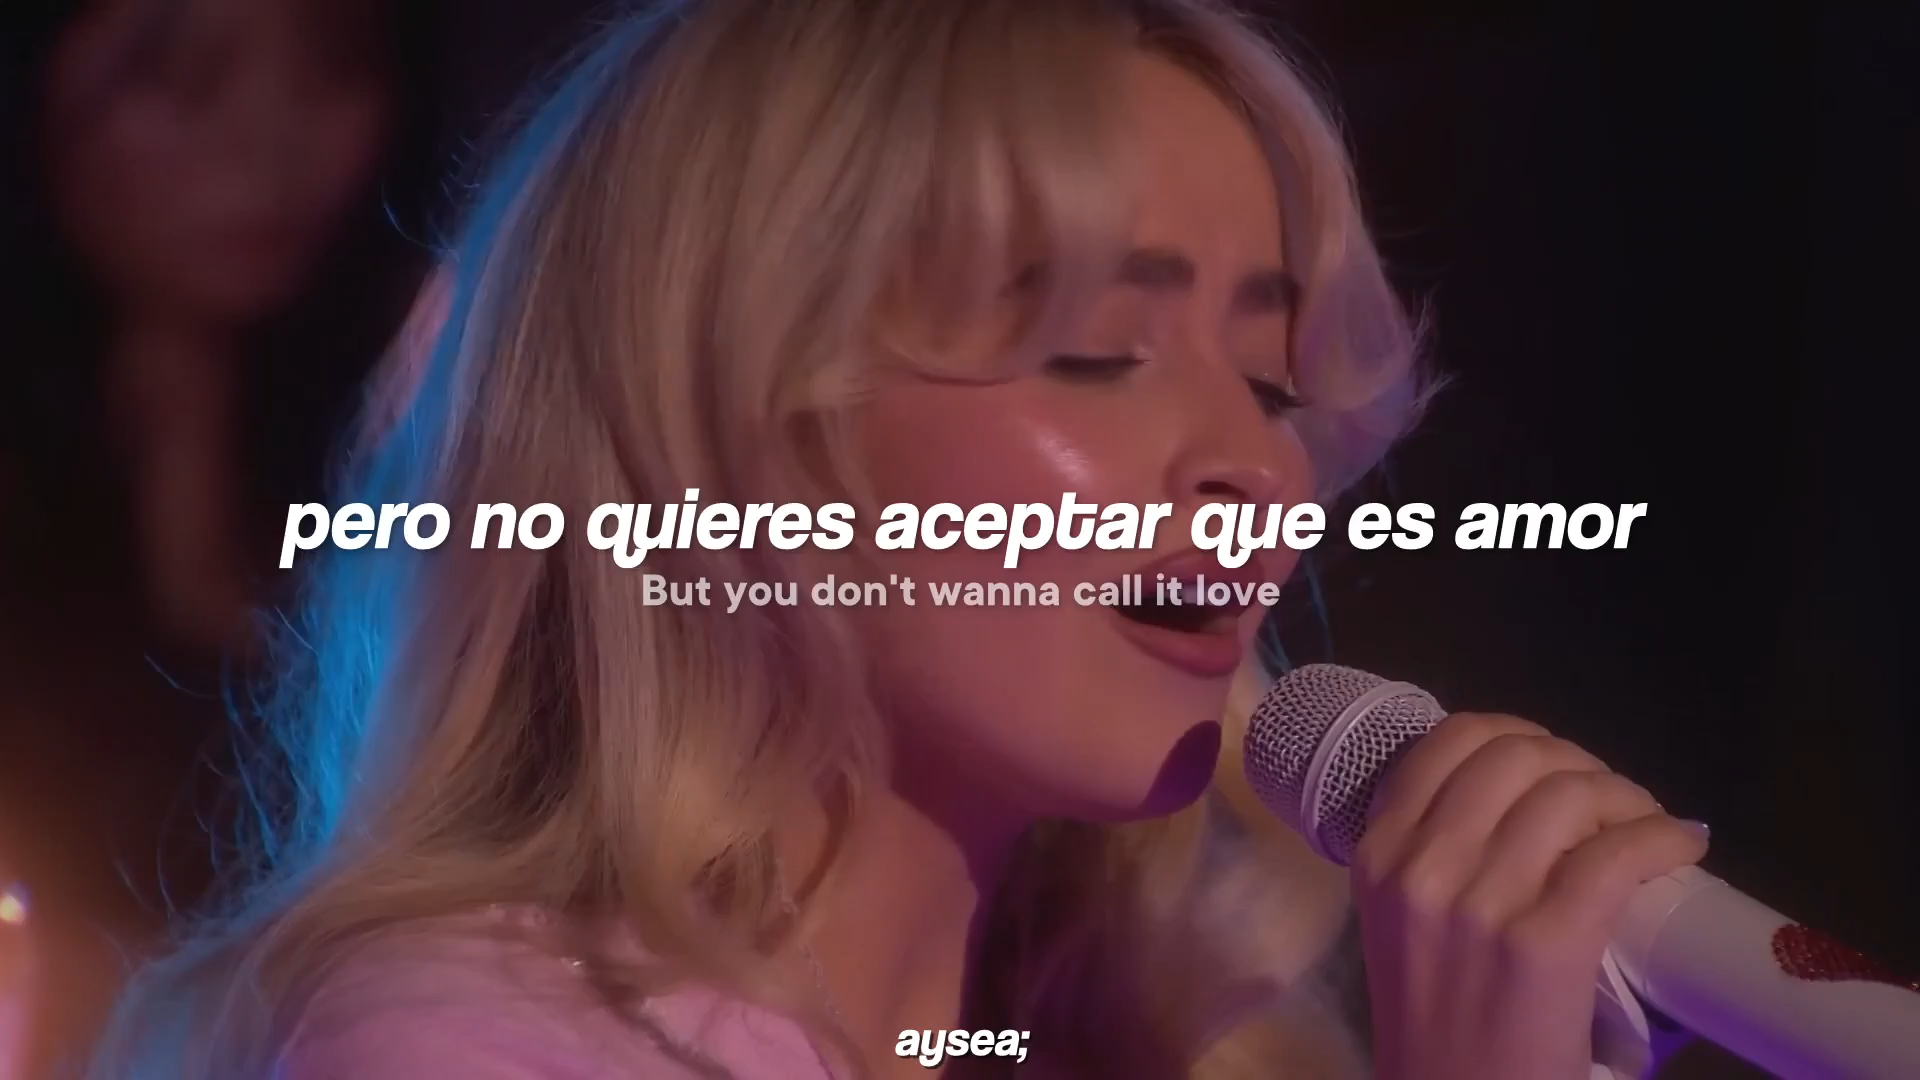 pero no quieres aceptar que es amor
But you don't wanna call it love
aysea;